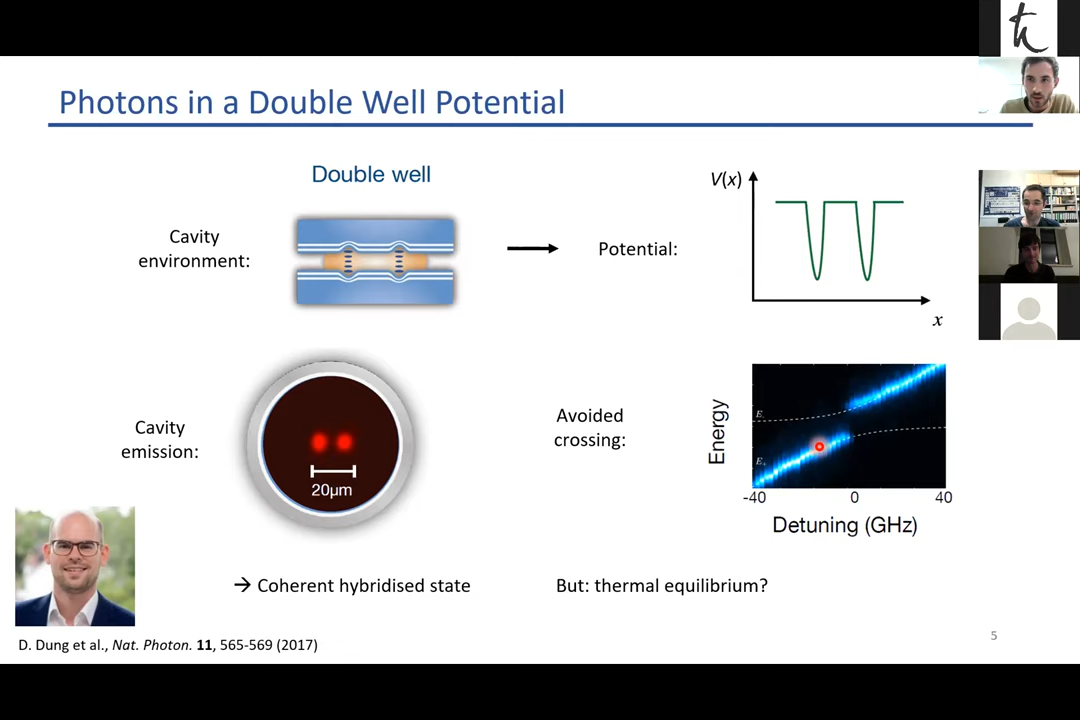 Photons in a Double Well Potential
Double well
Cavity
environment:
Potential:
V(x)
x
Cavity
emission:
20μm
Avoided
crossing:
Energy
E₋
E₊
-40
0
40
Detuning (GHz)
→ Coherent hybridised state
But: thermal equilibrium?
D. Dung et al., Nat. Photon. 11, 565-569 (2017)
5